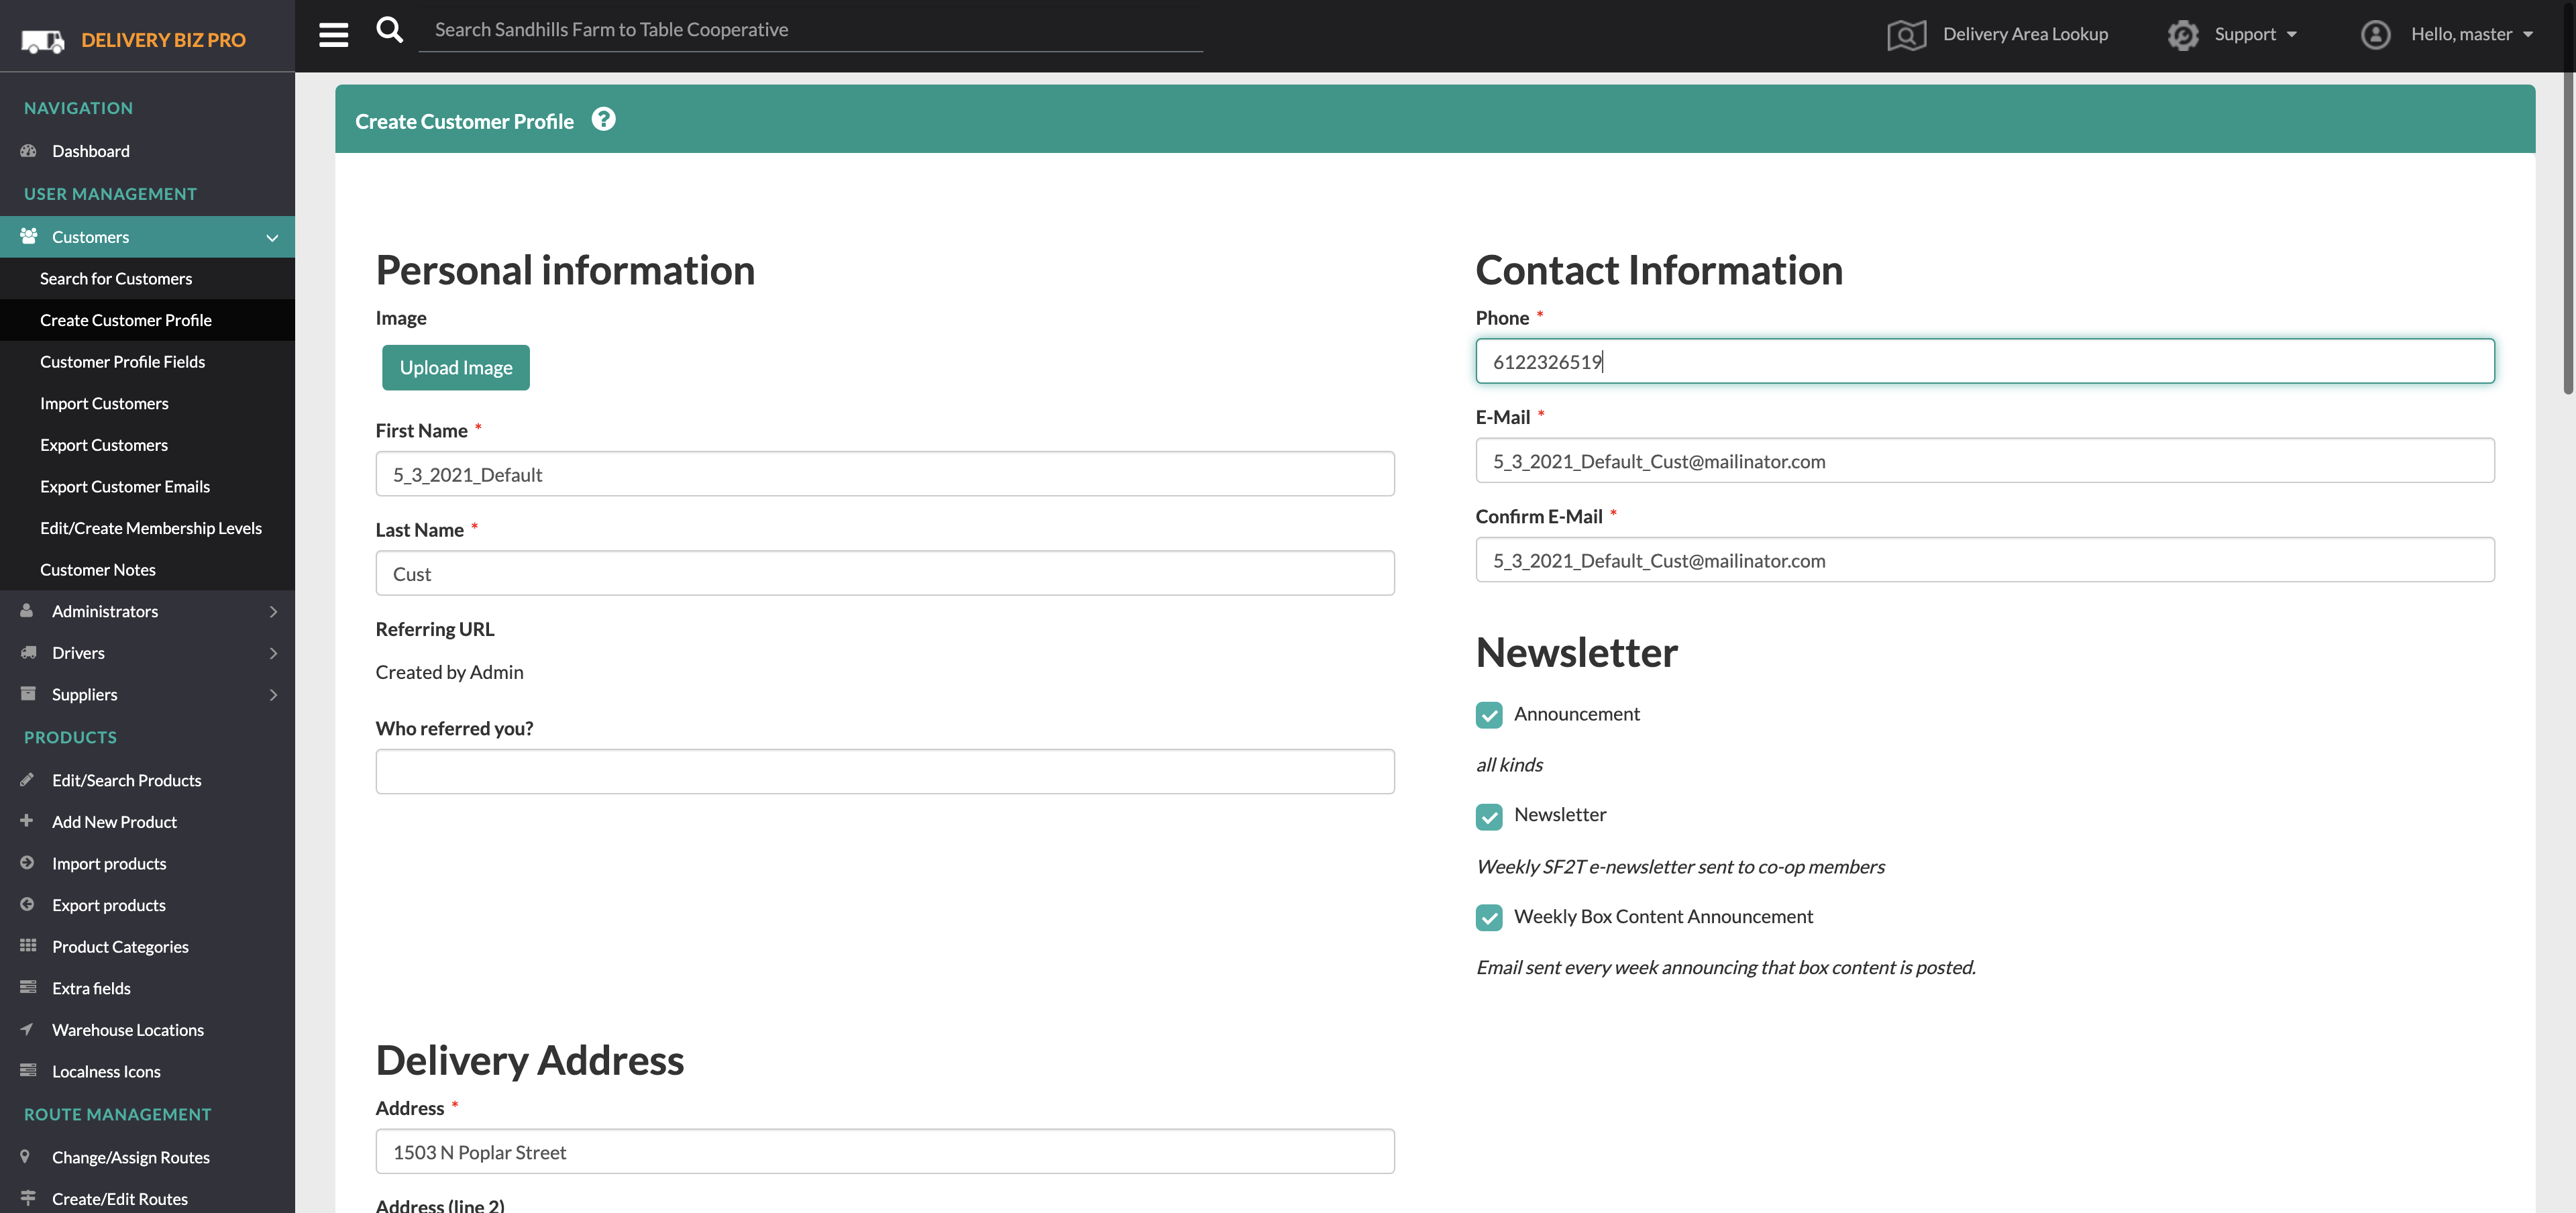 DELIVERY BIZ PRO
Search Sandhills Farm to Table Cooperative
Delivery Area Lookup
Support
Hello, master
NAVIGATION
Dashboard
USER MANAGEMENT
Customers
Search for Customers
Create Customer Profile
Customer Profile Fields
Import Customers
Export Customers
Export Customer Emails
Edit/Create Membership Levels
Customer Notes
Administrators
Drivers
Suppliers
PRODUCTS
Edit/Search Products
Add New Product
Import products
Export products
Product Categories
Extra fields
Warehouse Locations
Localness Icons
ROUTE MANAGEMENT
Change/Assign Routes
Create/Edit Routes
Create Customer Profile ?
Personal information
Image
Upload Image
First Name *
5_3_2021_Default
Last Name *
Cust
Referring URL
Created by Admin
Who referred you?
Contact Information
Phone *
6122326519
E-Mail *
5_3_2021_Default_Cust@mailinator.com
Confirm E-Mail *
5_3_2021_Default_Cust@mailinator.com
Newsletter
Announcement
all kinds
Newsletter
Weekly SF2T e-newsletter sent to co-op members
Weekly Box Content Announcement
Email sent every week announcing that box content is posted.
Delivery Address
Address *
1503 N Poplar Street
Address (line 2)